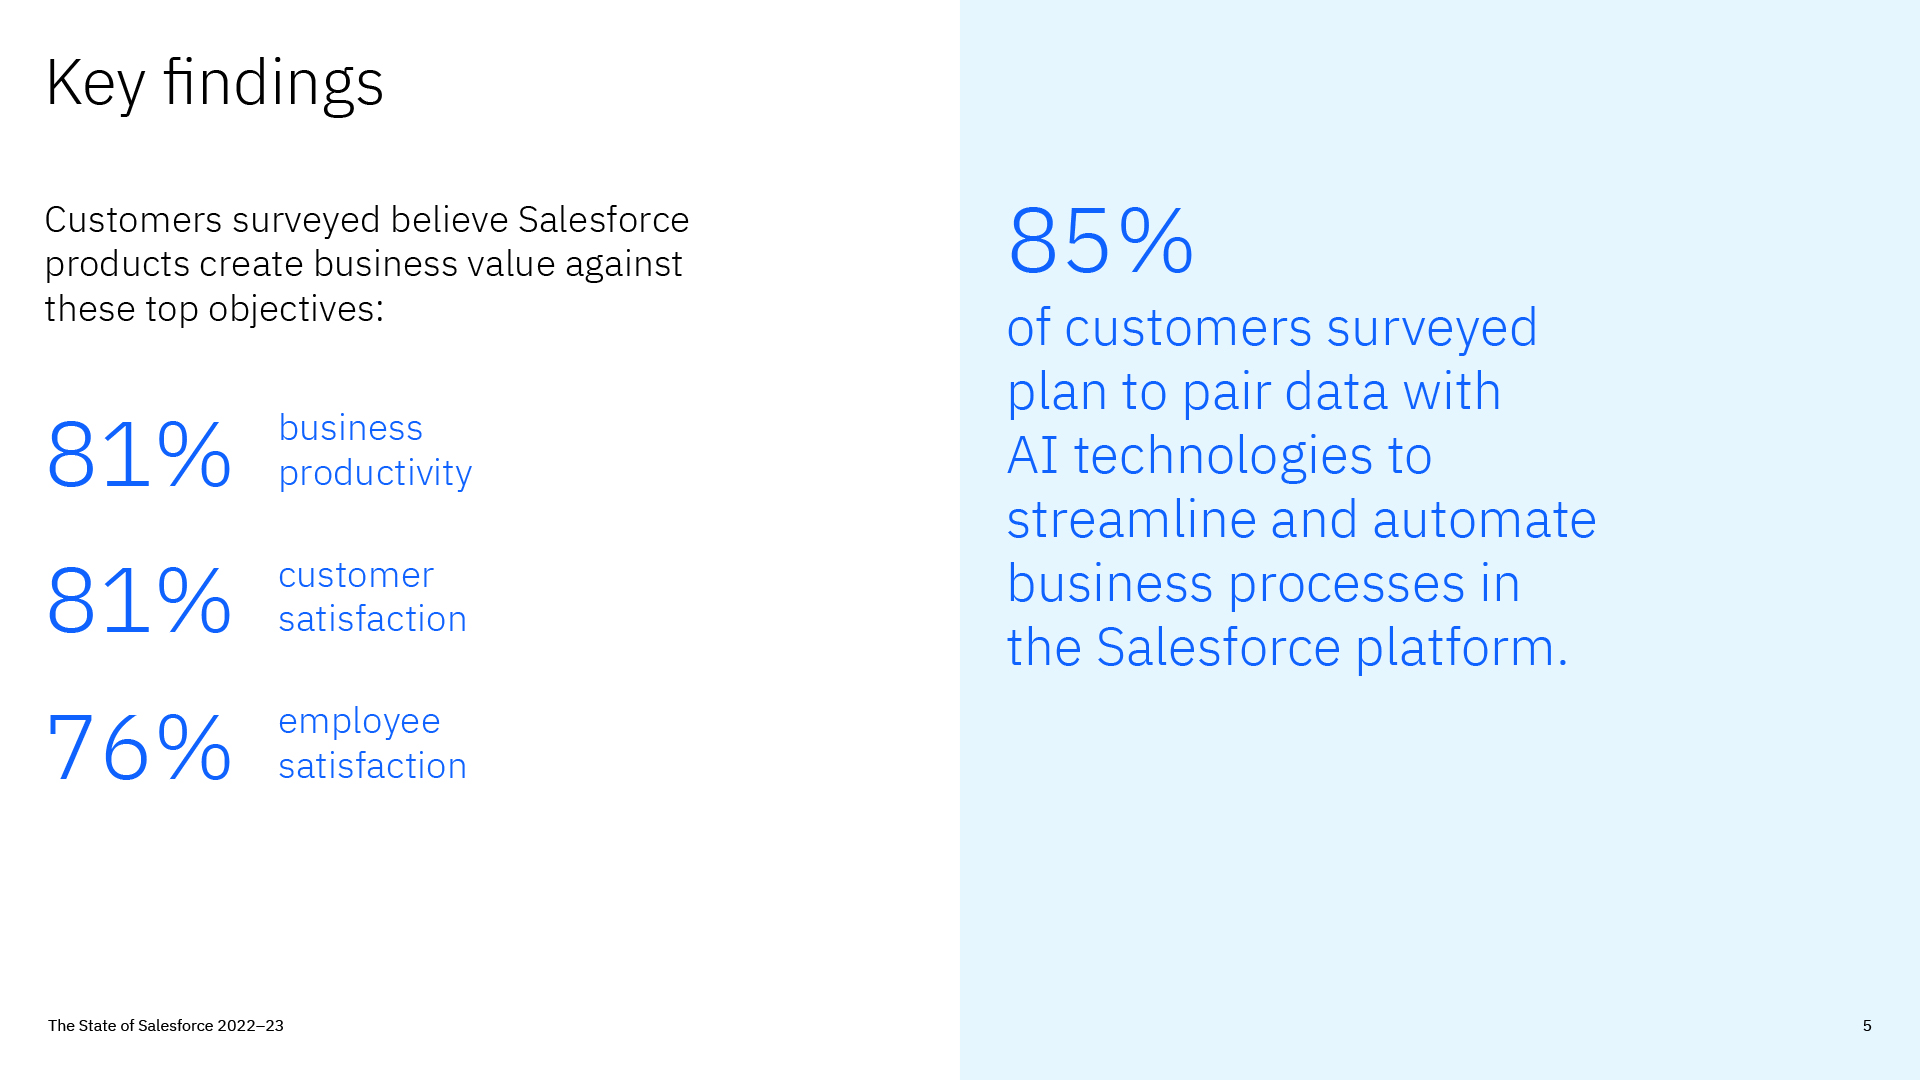 Key findings
Customers surveyed believe Salesforce
products create business value against
these top objectives:
81%
business
productivity
81%
customer
satisfaction
76%
employee
satisfaction
85%
of customers surveyed
plan to pair data with
AI technologies to
streamline and automate
business processes in
the Salesforce platform.
The State of Salesforce 2022–23
5